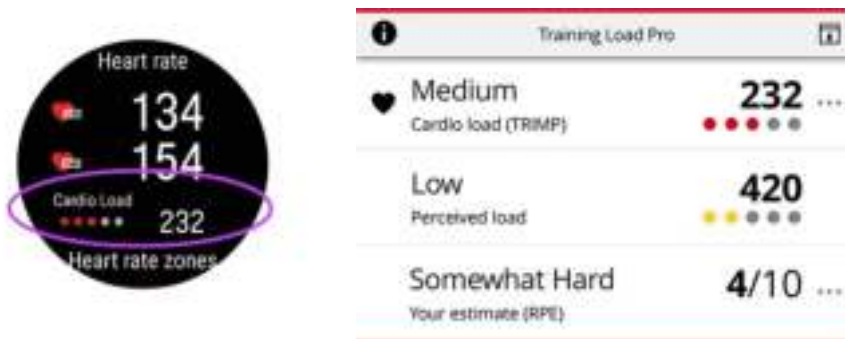 Heart rate
134
154
Cardio Load
232
Heart rate zones
Training Load Pro
Medium 232 ...
Cardio load (TRIMP)
Low 420
Perceived load
Somewhat Hard 4/10 ...
Your estimate (RPE)